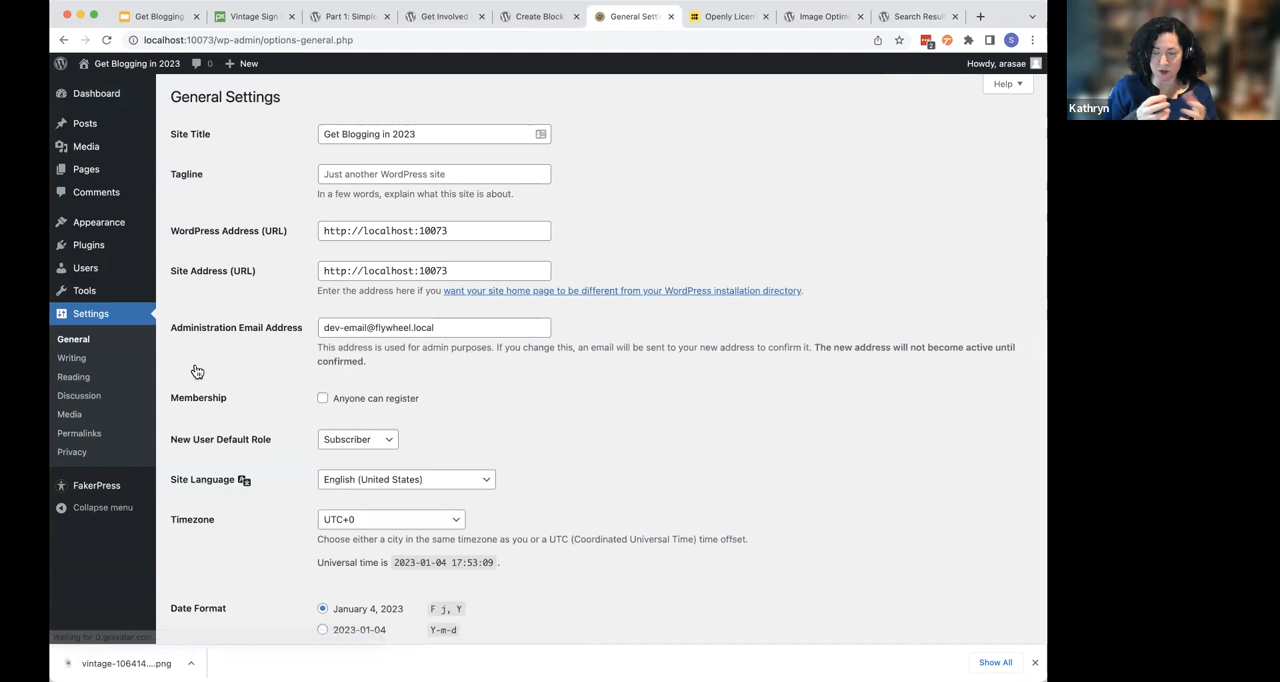 Get Blogging
Vintage Sign
Part 1: Simple
Get Involved
Create Block
General Setti
Openly Licen
Image Optimi
Search Result
localhost:10073/wp-admin/options-general.php
2
S
Get Blogging in 2023
0
New
Howdy, arasae
Kathryn
Dashboard
Posts
Media
Pages
Comments
Appearance
Plugins
Users
Tools
Settings
General
Writing
Reading
Discussion
Media
Permalinks
Privacy
FakerPress
Collapse menu
General Settings
Help
Site Title
Get Blogging in 2023
Tagline
Just another WordPress site
In a few words, explain what this site is about.
WordPress Address (URL)
http://localhost:10073
Site Address (URL)
http://localhost:10073
Enter the address here if you want your site home page to be different from your WordPress installation directory.
Administration Email Address
dev-email@flywheel.local
This address is used for admin purposes. If you change this, an email will be sent to your new address to confirm it. The new address will not become active until
confirmed.
Membership
Anyone can register
New User Default Role
Subscriber
Site Language
English (United States)
Timezone
UTC+0
Choose either a city in the same timezone as you or a UTC (Coordinated Universal Time) time offset.
Universal time is 2023-01-04 17:53:09 .
Date Format
January 4, 2023
F j, Y
2023-01-04
Y-m-d
Waiting for 0.gravatar.com...
vintage-106414....png
Show All